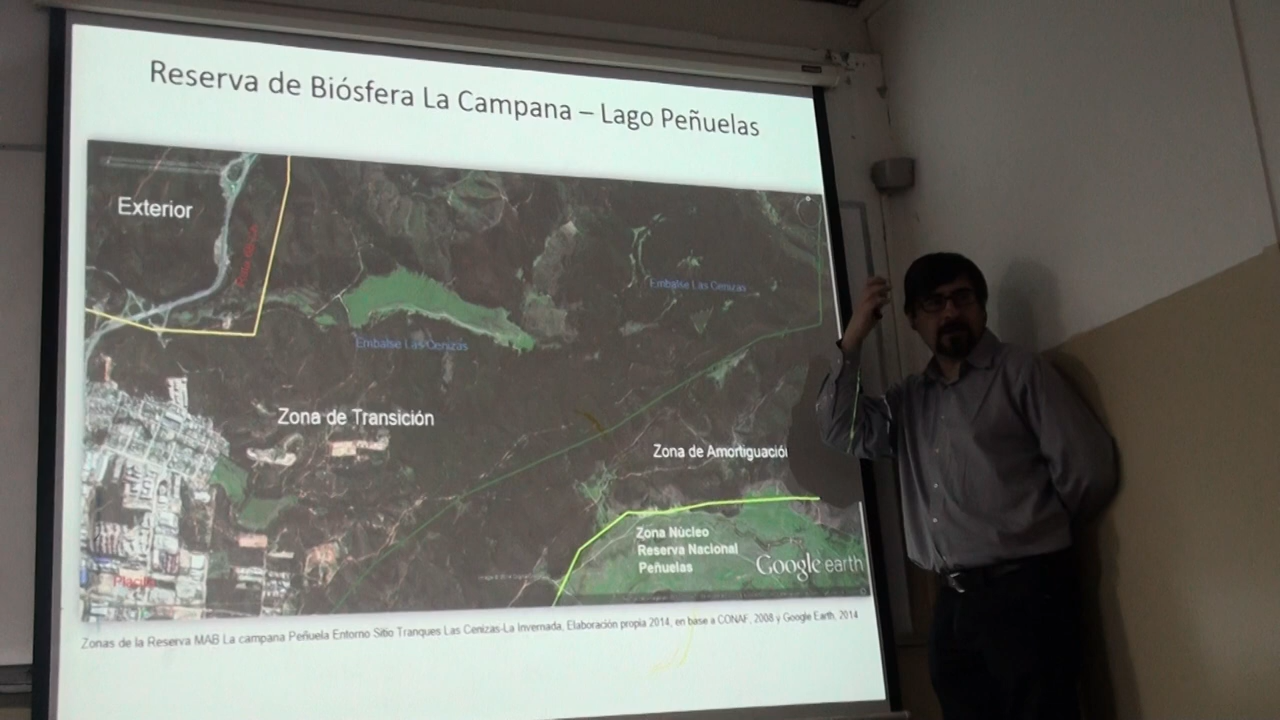 Reserva de Biósfera La Campana – Lago Peñuelas
Exterior
Embalse Las Cenizas
Embalse Las Cenizas
Zona de Transición
Zona de Amortiguació
Zona Núcleo
Reserva Nacional
Peñuelas
Google earth
Zonas de la Reserva MAB La campana Peñuela Entorno Sitio Tranques Las Cenizas-La Invernada, Elaboración propia 2014, en base a CONAF, 2008 y Google Earth, 2014